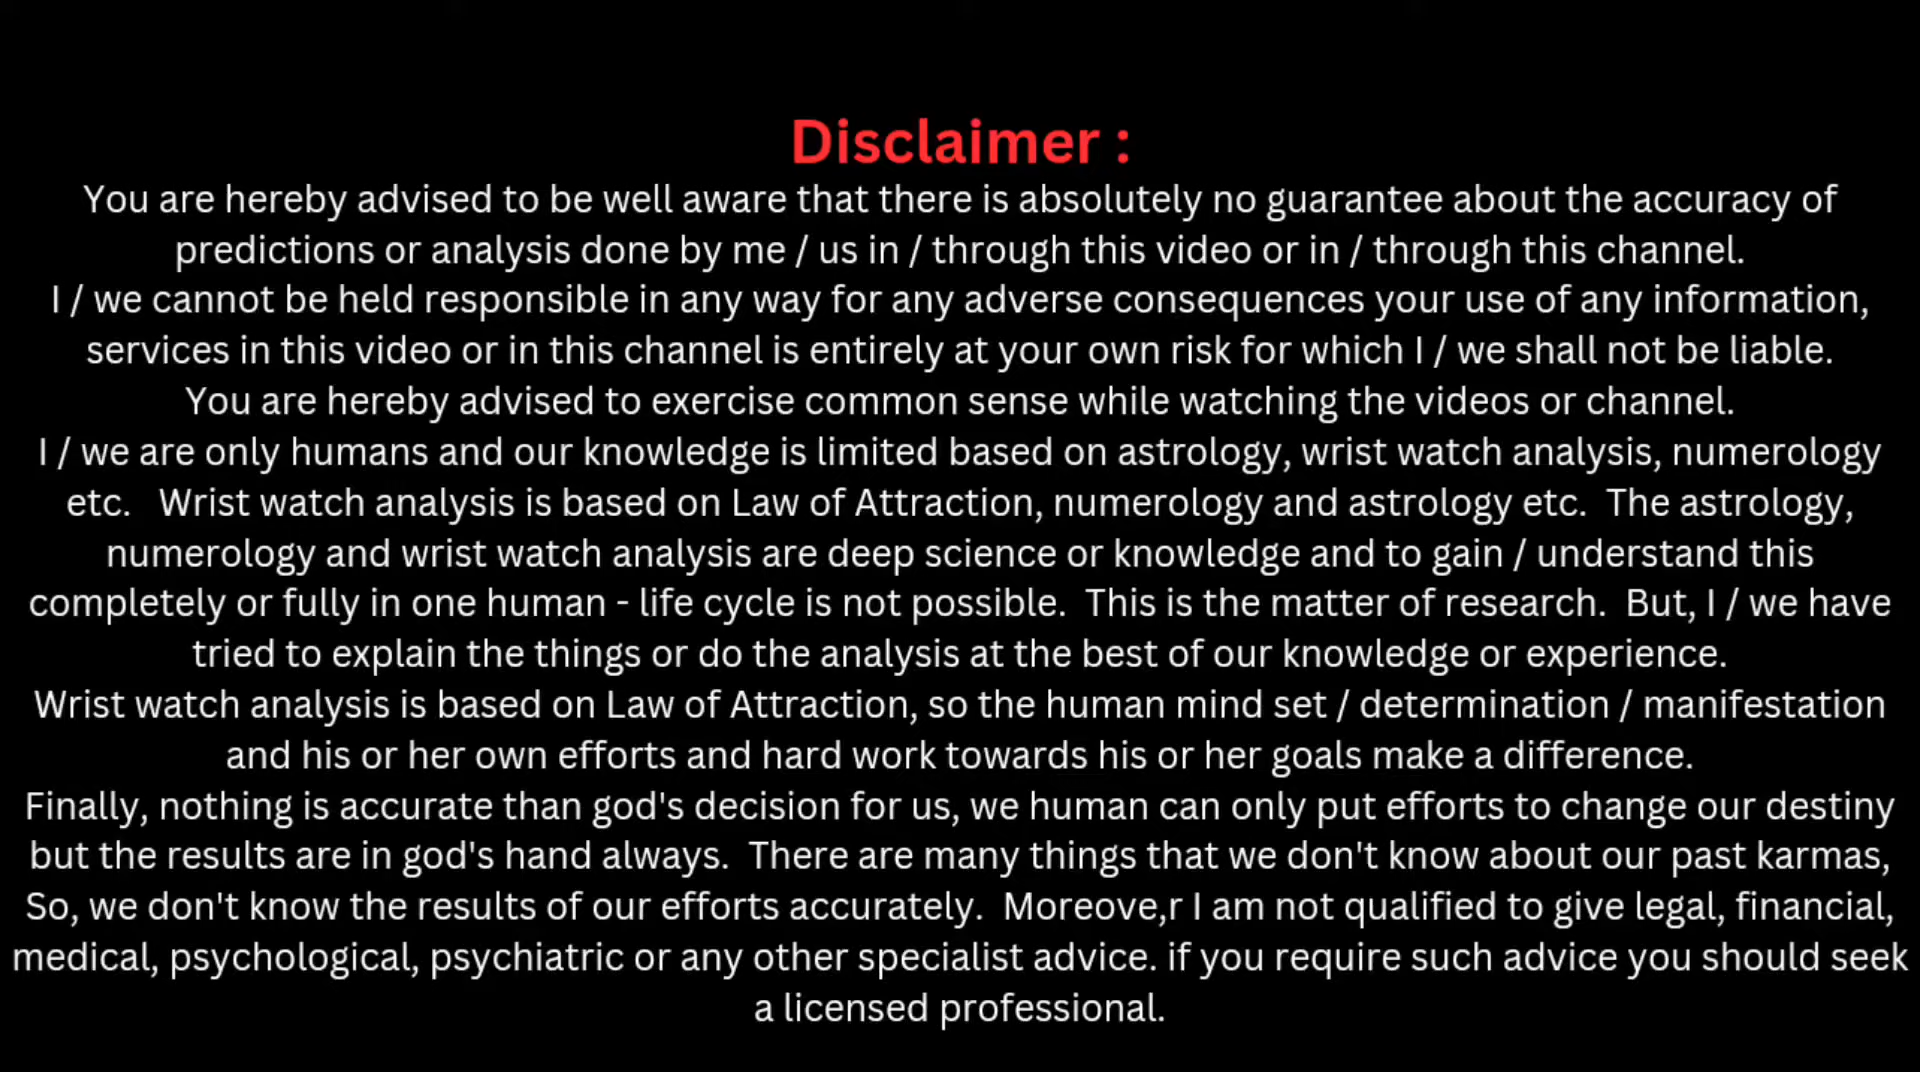 Disclaimer :
You are hereby advised to be well aware that there is absolutely no guarantee about the accuracy of
predictions or analysis done by me / us in / through this video or in / through this channel.
I / we cannot be held responsible in any way for any adverse consequences your use of any information,
services in this video or in this channel is entirely at your own risk for which I / we shall not be liable.
You are hereby advised to exercise common sense while watching the videos or channel.
I / we are only humans and our knowledge is limited based on astrology, wrist watch analysis, numerology
etc.   Wrist watch analysis is based on Law of Attraction, numerology and astrology etc.  The astrology,
numerology and wrist watch analysis are deep science or knowledge and to gain / understand this
completely or fully in one human - life cycle is not possible.  This is the matter of research.  But, I / we have
tried to explain the things or do the analysis at the best of our knowledge or experience.
Wrist watch analysis is based on Law of Attraction, so the human mind set / determination / manifestation
and his or her own efforts and hard work towards his or her goals make a difference.
Finally, nothing is accurate than god's decision for us, we human can only put efforts to change our destiny
but the results are in god's hand always.  There are many things that we don't know about our past karmas,
So, we don't know the results of our efforts accurately.  Moreove,r I am not qualified to give legal, financial,
medical, psychological, psychiatric or any other specialist advice. if you require such advice you should seek
a licensed professional.